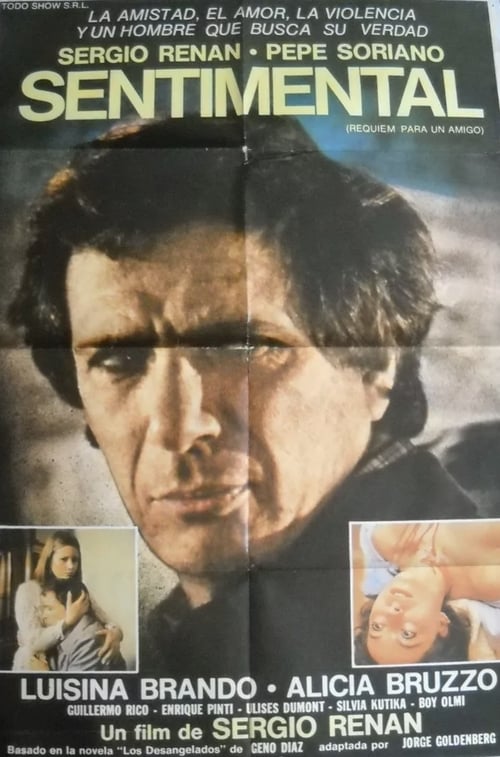 TODO SHOW S.R.L.
LA AMISTAD, EL AMOR, LA VIOLENCIA
Y UN HOMBRE QUE BUSCA SU VERDAD
SERGIO RENAN • PEPE SORIANO
SENTIMENTAL
(REQUIEM PARA UN AMIGO)
LUISINA BRANDO • ALICIA BRUZZO
GUILLERMO RICO - ENRIQUE PINTI - ULISES DUMONT - SILVIA KUTIKA - BOY OLMI
Un film de SERGIO RENAN
Basado en la novela "Los Desangelados" de GENO DIAZ adaptada por JORGE GOLDENBERG